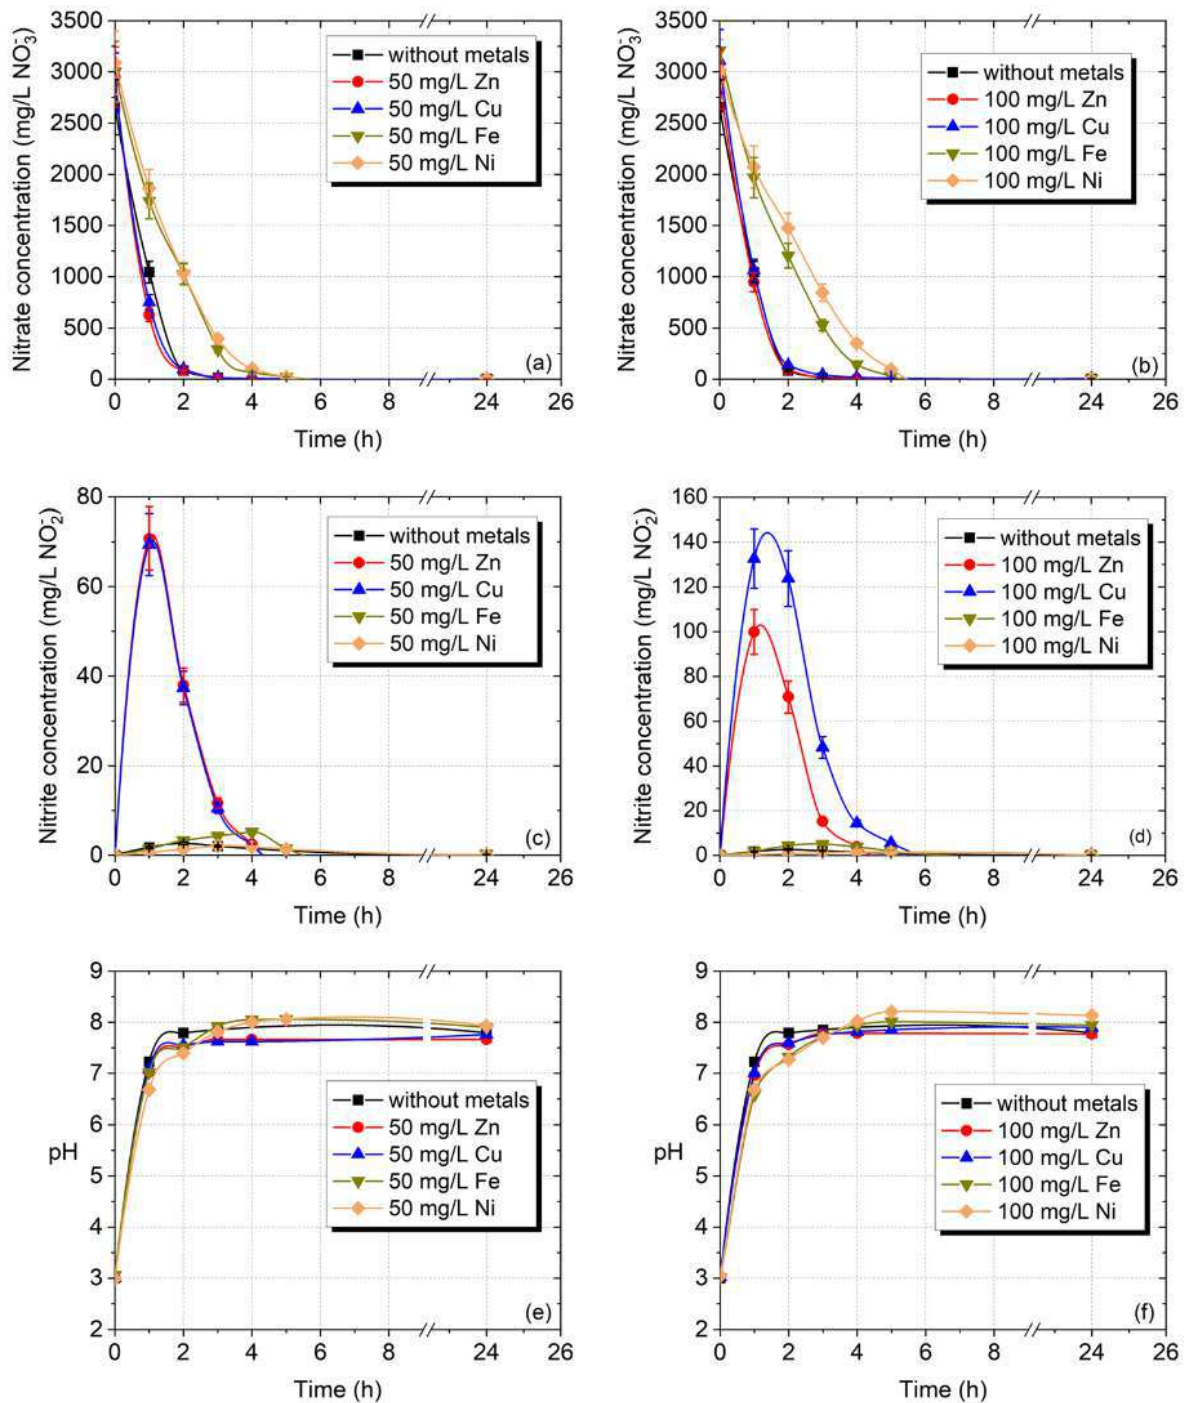 3500
3000
2500
2000
1500
1000
500
0
Nitrate concentration (mg/L NO₃⁻)
without metals
50 mg/L Zn
50 mg/L Cu
50 mg/L Fe
50 mg/L Ni
(a)
0 2 4 6 8 24 26
Time (h)
3500
3000
2500
2000
1500
1000
500
0
Nitrate concentration (mg/L NO₃⁻)
without metals
100 mg/L Zn
100 mg/L Cu
100 mg/L Fe
100 mg/L Ni
(b)
0 2 4 6 8 24 26
Time (h)
80
60
40
20
0
Nitrite concentration (mg/L NO₂⁻)
without metals
50 mg/L Zn
50 mg/L Cu
50 mg/L Fe
50 mg/L Ni
(c)
0 2 4 6 8 24 26
Time (h)
160
140
120
100
80
60
40
20
0
Nitrite concentration (mg/L NO₂⁻)
without metals
100 mg/L Zn
100 mg/L Cu
100 mg/L Fe
100 mg/L Ni
(d)
0 2 4 6 8 24 26
Time (h)
9
8
7
6
5
4
3
2
pH
without metals
50 mg/L Zn
50 mg/L Cu
50 mg/L Fe
50 mg/L Ni
(e)
0 2 4 6 8 24 26
Time (h)
9
8
7
6
5
4
3
2
pH
without metals
100 mg/L Zn
100 mg/L Cu
100 mg/L Fe
100 mg/L Ni
(f)
0 2 4 6 8 24 26
Time (h)